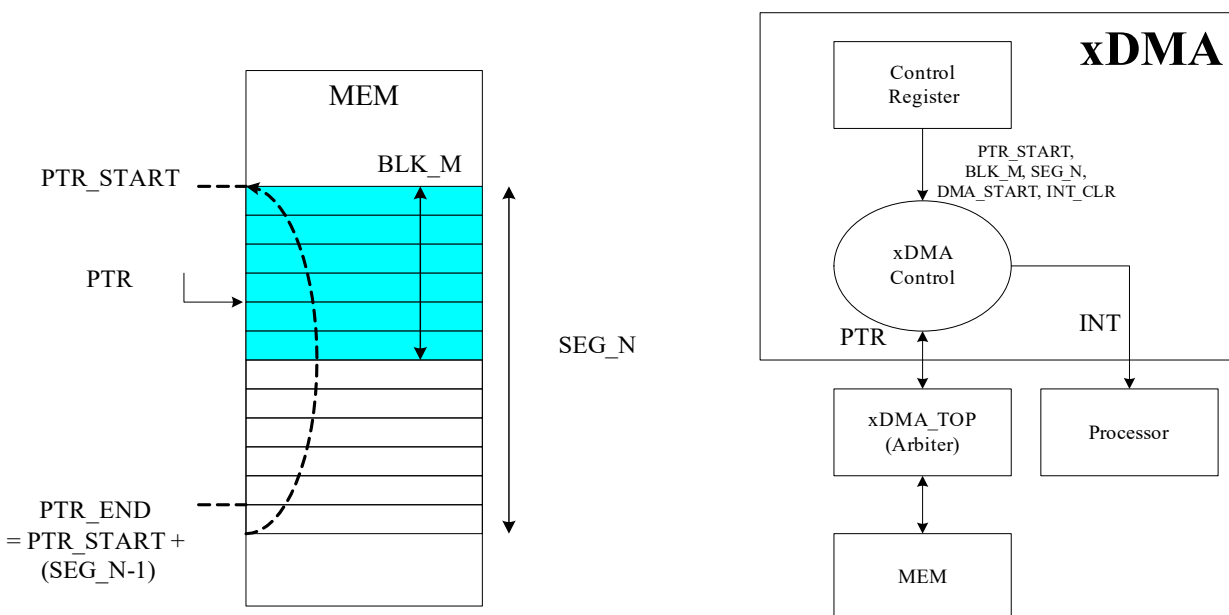 MEM
BLK_M
PTR_START
PTR
SEG_N
PTR_END
= PTR_START +
(SEG_N-1)
xDMA
Control
Register
PTR_START,
BLK_M, SEG_N,
DMA_START, INT_CLR
xDMA
Control
PTR
INT
xDMA_TOP
(Arbiter)
Processor
MEM